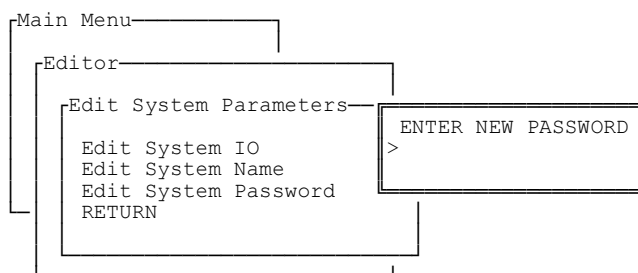 Main Menu
Editor
Edit System Parameters
ENTER NEW PASSWORD
>
Edit System IO
Edit System Name
Edit System Password
RETURN